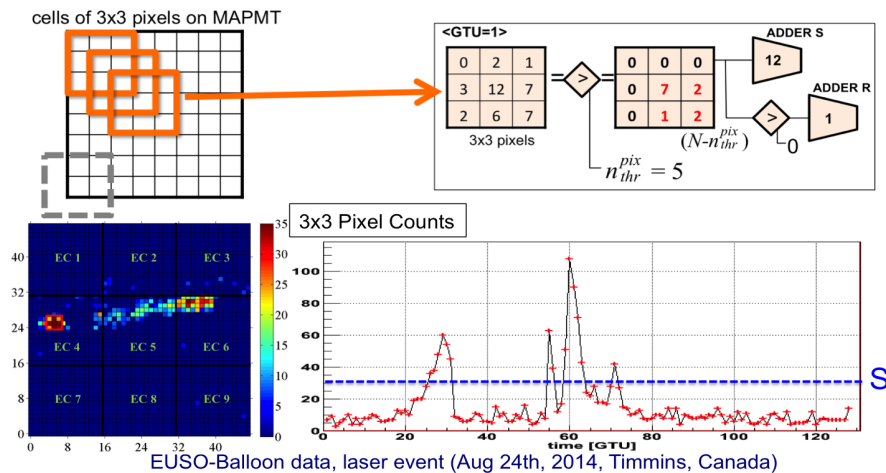 cells of 3x3 pixels on MAPMT
<GTU=1>
0 2 1
3 12 7
2 6 7
3x3 pixels
>
n_thr^pix = 5
0 0 0
0 7 2
0 1 2
(N-n_thr^pix)
ADDER S
12
ADDER R
>
0
1
3x3 Pixel Counts
EC 1 EC 2 EC 3
EC 4 EC 5 EC 6
EC 7 EC 8 EC 9
40
32
24
16
8
0
0 8 16 24 32 40
35
30
25
20
15
10
5
0
100
80
60
40
20
0
0 20 40 60 80 100 120
time [GTU]
S
EUSO-Balloon data, laser event (Aug 24th, 2014, Timmins, Canada)